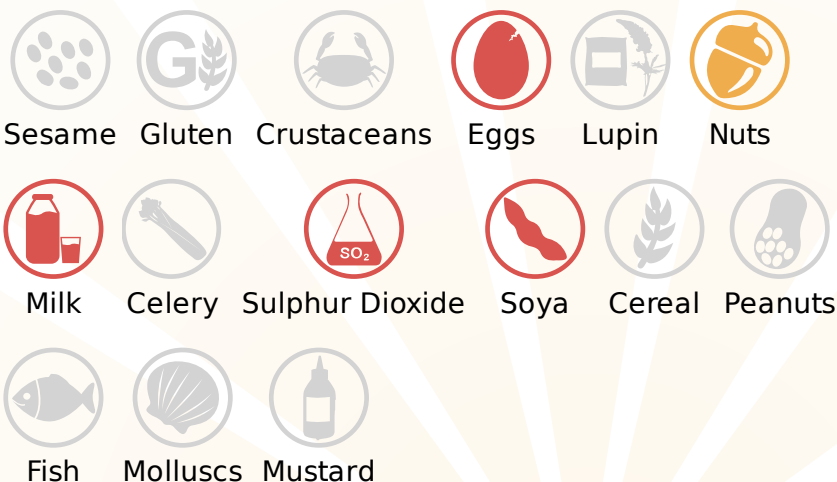 G
Sesame Gluten Crustaceans Eggs Lupin Nuts
SO₂
Milk Celery Sulphur Dioxide Soya Cereal Peanuts
Fish Molluscs Mustard